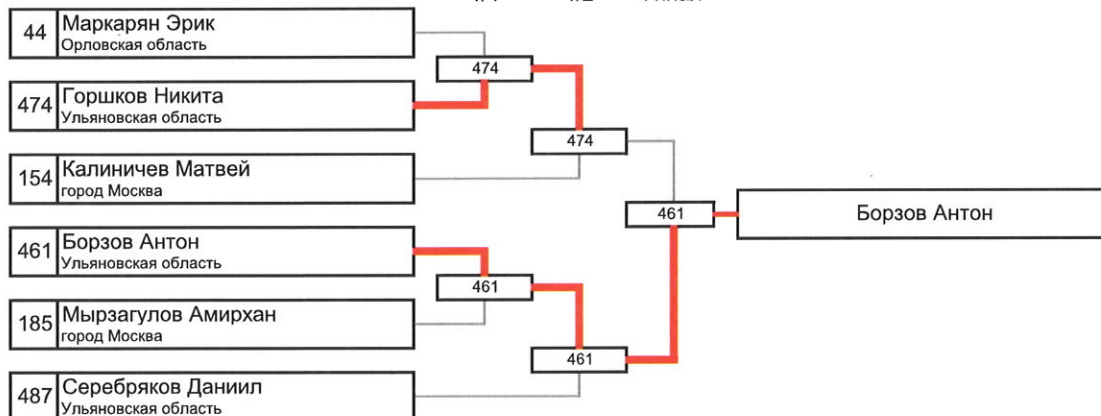 44
Маркарян Эрик
Орловская область
474
474
Горшков Никита
Ульяновская область
474
154
Калиничев Матвей
город Москва
461
Борзов Антон
461
Борзов Антон
Ульяновская область
461
185
Мырзагулов Амирхан
город Москва
461
487
Серебряков Даниил
Ульяновская область